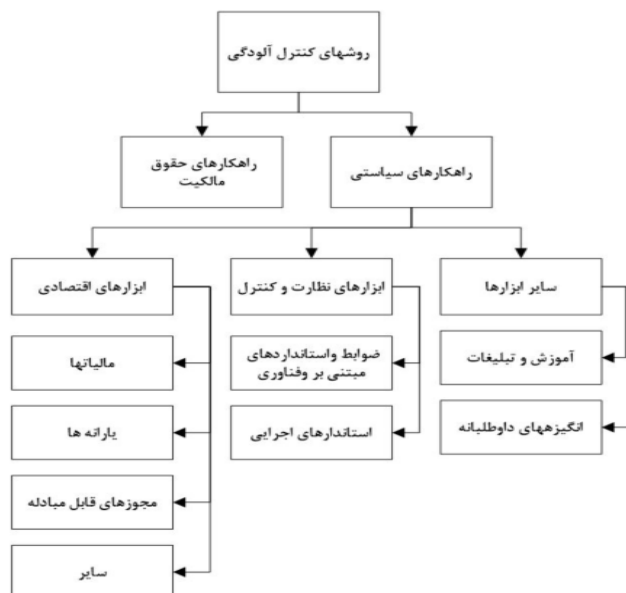 روشهای کنترل آلودگی
راهکارهای سیاستی
راهکارهای حقوق
مالکیت
سایر ابزارها
ابزارهای نظارت و کنترل
ابزارهای اقتصادی
آموزش و تبلیغات
ضوابط واستانداردهای
مبتنی بر وفناوری
مالیاتها
انگیزههای داوطلبانه
استاندارهای اجرایی
یارانه ها
مجوزهای قابل مبادله
سایر